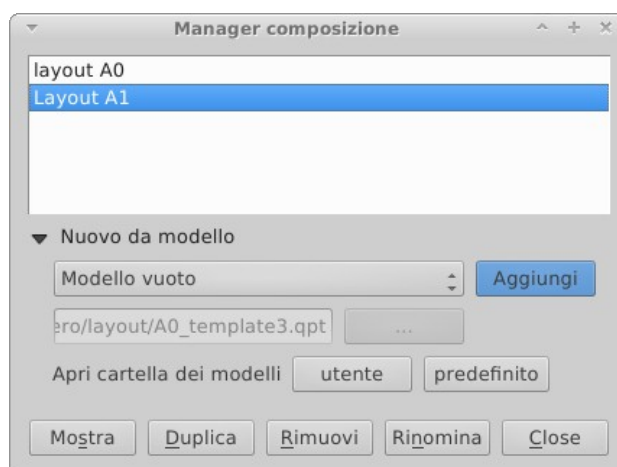 Manager composizione
layout A0
Layout A1
Nuovo da modello
Modello vuoto Aggiungi
ero/layout/A0_template3.qpt ...
Apri cartella dei modelli utente predefinito
Mostra Duplica Rimuovi Rinomina Close